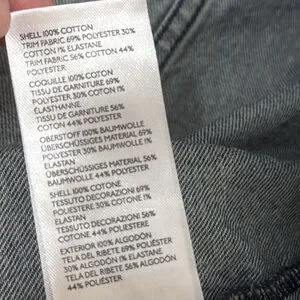 SHELL 100% COTTON
TRIM FABRIC 69% POLYESTER 30%
COTTON 1% ELASTANE
TRIM FABRIC 56% COTTON 44%
POLYESTER
COQUILLE 100% COTON
TISSU DE GARNITURE 69%
POLYESTER 30% COTON 1%
ÉLASTHANNE
TISSU DE GARNITURE 56%
COTON 44% POLYESTER
OBERSTOFF 100% BAUMWOLLE
ÜBERSCHÜSSIGES MATERIAL 69%
POLYESTER 30% BAUMWOLLE 1%
ELASTAN
ÜBERSCHÜSSIGES MATERIAL 56%
BAUMWOLLE 44% POLYESTER
SHELL 100% COTONE
TESSUTO DECORAZIONI 69%
POLIESTERE 30% COTONE 1%
ELASTAN
TESSUTO DECORAZIONI 56%
COTONE 44% POLIESTERE
EXTERIOR 100% ALGODÓN
TELA DEL RIBETE 69% POLIÉSTER
30% ALGODÓN 1% ELASTANO
TELA DEL RIBETE 56% ALGODÓN
44% POLIÉSTER